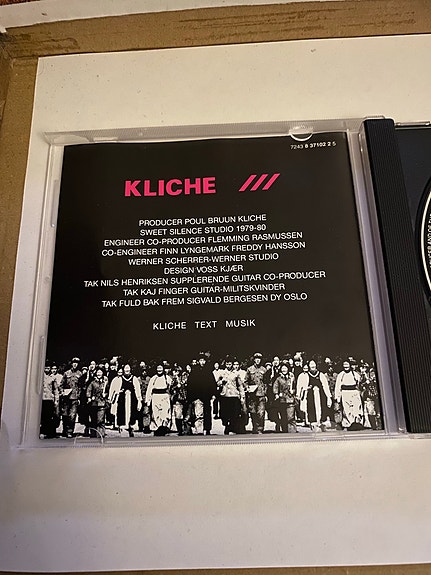 7243 8 37102 2 5
KLICHE ///
PRODUCER POUL BRUUN KLICHE
SWEET SILENCE STUDIO 1979-80
ENGINEER CO-PRODUCER FLEMMING RASMUSSEN
CO-ENGINEER FINN LYNGEMARK FREDDY HANSSON
WERNER SCHERRER-WERNER STUDIO
DESIGN VOSS KJÆR
TAK NILS HENRIKSEN SUPPLERENDE GUITAR CO-PRODUCER
TAK KAJ FINGER GUITAR-MILITSKVINDER
TAK FULD BAK FREM SIGVALD BERGESEN DY OSLO
KLICHE TEXT MUSIK